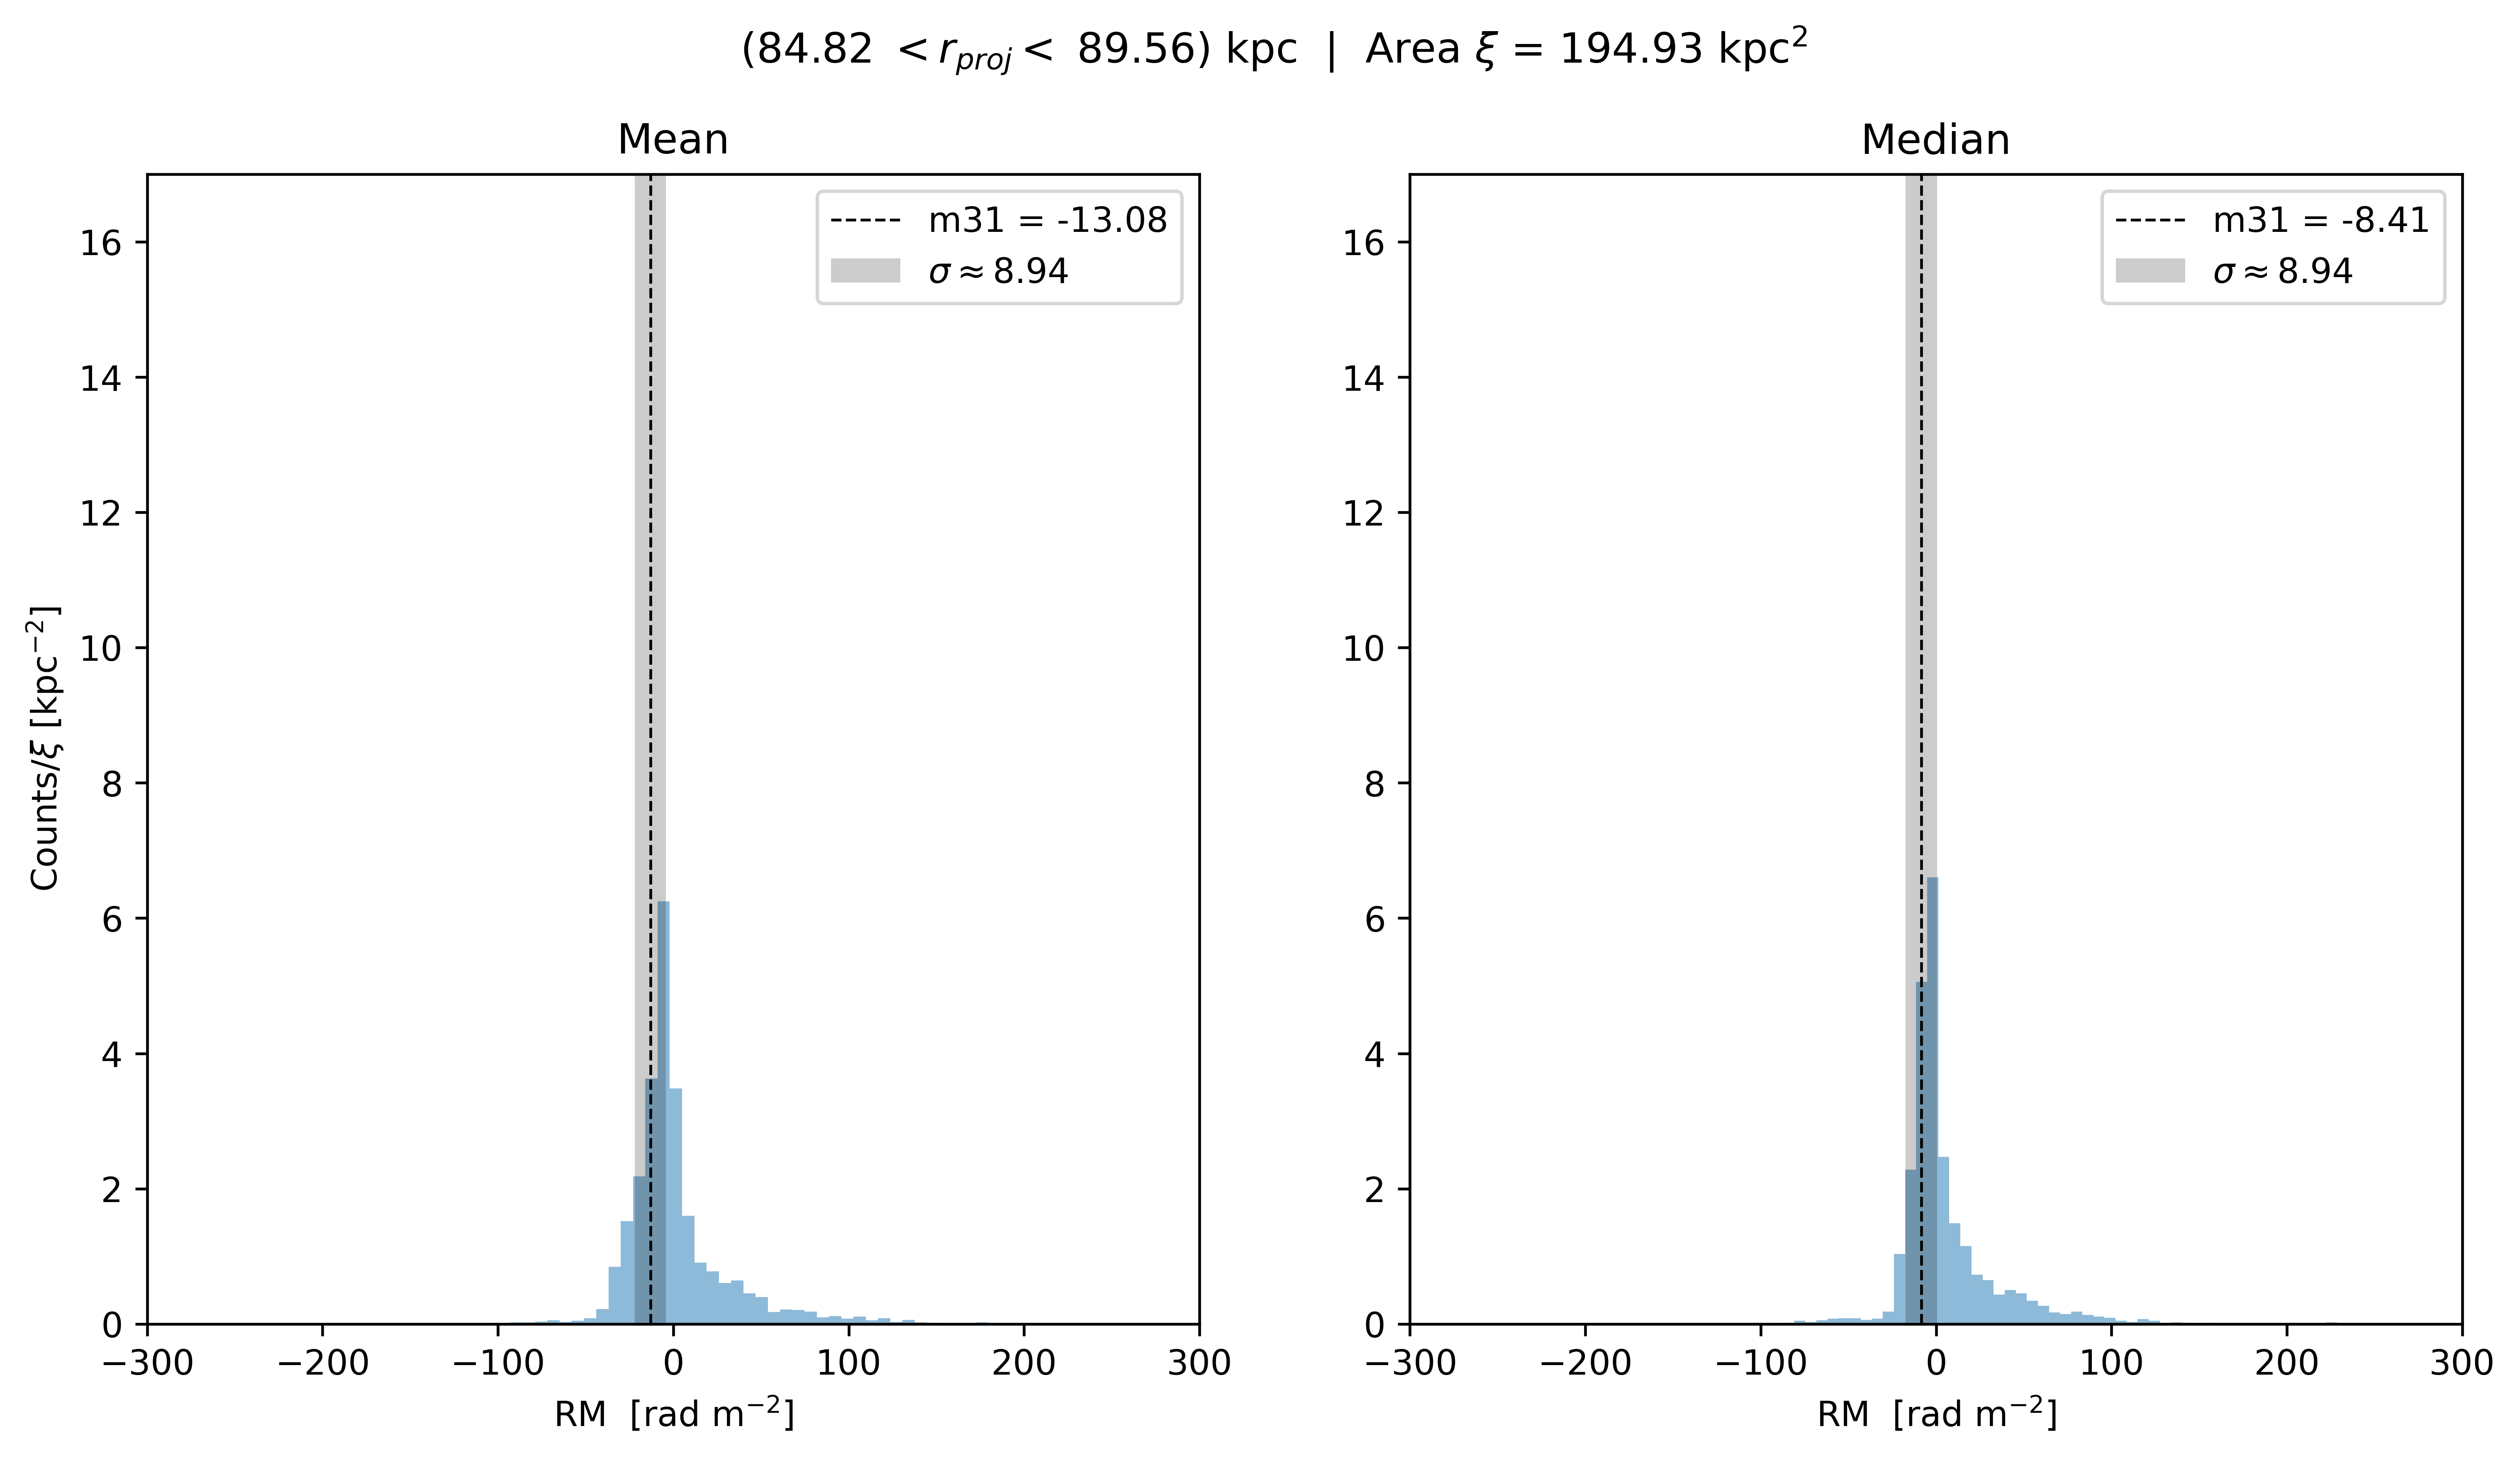 (84.82 < r_proj < 89.56) kpc | Area ξ = 194.93 kpc²
Mean
m31 = -13.08
σ ≈ 8.94
16
14
12
10
8
6
4
2
0
Counts/ξ [kpc⁻²]
−300 −200 −100 0 100 200 300
RM [rad m⁻²]
Median
m31 = -8.41
σ ≈ 8.94
16
14
12
10
8
6
4
2
0
−300 −200 −100 0 100 200 300
RM [rad m⁻²]